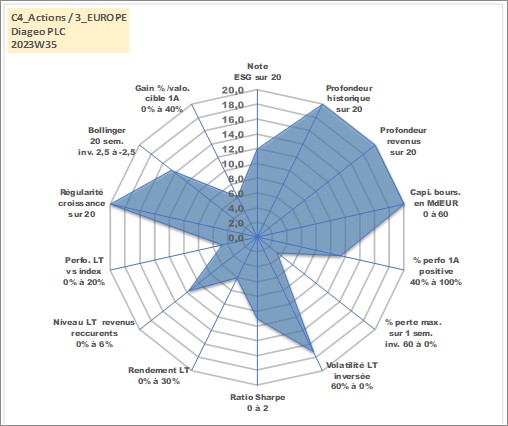 C4_Actions / 3_EUROPE
Diageo PLC
2023W35
Note
ESG sur 20
Profondeur
historique
sur 20
Profondeur
revenus
sur 20
Capi. bours.
en MdEUR
0 à 60
% perfo 1A
positive
40% à 100%
% perte max.
sur 1 sem.
inv. 60 à 0%
Volatilité LT
inversée
60% à 0%
Ratio Sharpe
0 à 2
Rendement LT
0% à 30%
Niveau LT revenus
reccurents
0% à 6%
Perfo. LT
vs index
0% à 20%
Régularité
croissance
sur 20
Bollinger
20 sem.
inv. 2,5 à -2,5
Gain % /valo.
cible 1A
0% à 40%
20,0
18,0
16,0
14,0
12,0
10,0
8,0
6,0
4,0
2,0
0,0